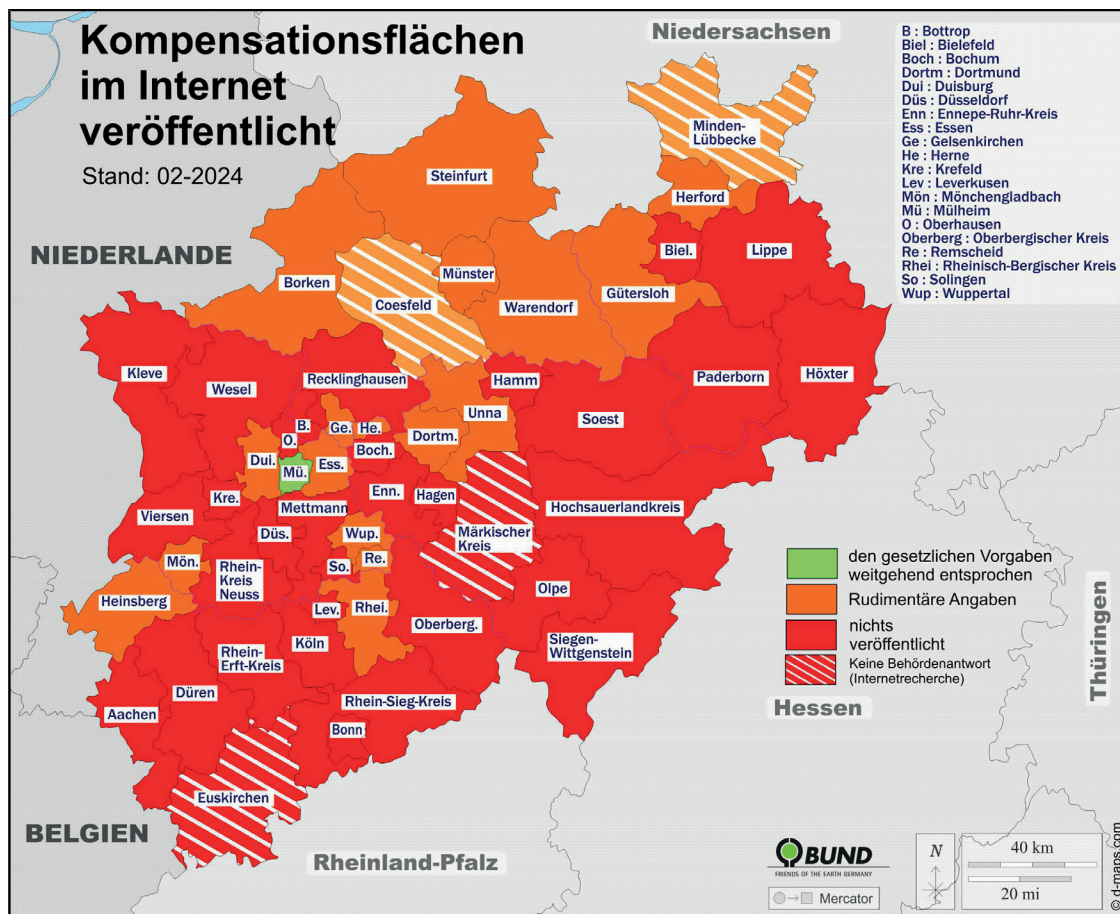 Kompensationsflächen
im Internet
veröffentlicht
Stand: 02-2024
Niedersachsen
NIEDERLANDE
BELGIEN
Rheinland-Pfalz
Hessen
Thüringen
B : Bottrop
Biel : Bielefeld
Boch : Bochum
Dortm : Dortmund
Dui : Duisburg
Düs : Düsseldorf
Enn : Ennepe-Ruhr-Kreis
Ess : Essen
Ge : Gelsenkirchen
He : Herne
Kre : Krefeld
Lev : Leverkusen
Mön : Mönchengladbach
Mü : Mülheim
O : Oberhausen
Oberberg : Oberbergischer Kreis
Re : Remscheid
Rhei : Rheinisch-Bergischer Kreis
So : Solingen
Wup : Wuppertal
Minden-
Lübbecke
Steinfurt
Herford
Biel.
Lippe
Münster
Borken
Coesfeld
Warendorf
Gütersloh
Kleve
Wesel
Recklinghausen
Hamm
Paderborn
Höxter
Unna
Soest
B.
Ge.
He.
O.
Dortm.
Boch.
Dui.
Mü.
Ess.
Kre.
Enn.
Hagen
Viersen
Mettmann
Hochsauerlandkreis
Düs.
Wup.
Märkischer
Kreis
Mön.
So.
Re.
Rhein-
Kreis
Neuss
Olpe
Heinsberg
Lev.
Rhei.
Oberberg.
Köln
Siegen-
Wittgenstein
Rhein-
Erft-Kreis
Düren
Rhein-Sieg-Kreis
Aachen
Bonn
Euskirchen
den gesetzlichen Vorgaben
weitgehend entsprochen
Rudimentäre Angaben
nichts
veröffentlicht
Keine Behördenantwort
(Internetrecherche)
BUND
FRIENDS OF THE EARTH GERMANY
Mercator
N
40 km
20 mi
© d-maps.com